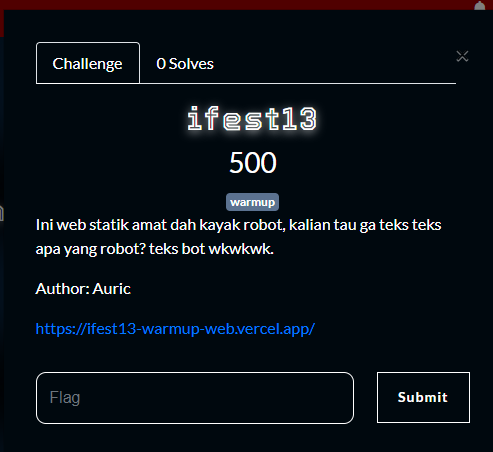 Challenge
0 Solves
ifest13
500
warmup
Ini web statik amat dah kayak robot, kalian tau ga teks teks
apa yang robot? teks bot wkwkwk.
Author: Auric
https://ifest13-warmup-web.vercel.app/
Flag
Submit